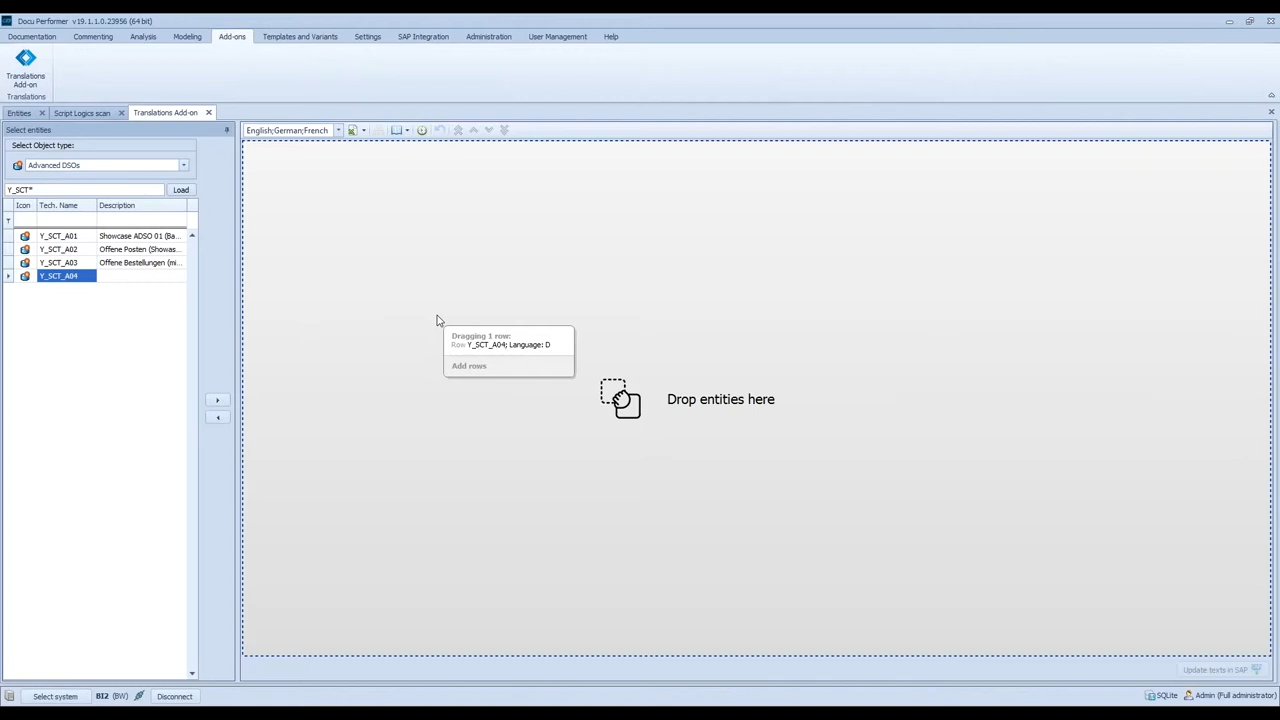 Docu Performer v19.1.1.0.23956 (64 bit)
Documentation Commenting Analysis Modeling Add-ons Templates and Variants Settings SAP Integration Administration User Management Help
Translations
Add-on
Translations
Entities Script Logics scan Translations Add-on
Select entities
English;German;French
Select Object type:
Advanced DSOs
Y_SCT* Load
Icon Tech. Name Description
Y_SCT_A01 Showcase ADSO 01 (Ba...
Y_SCT_A02 Offene Posten (Showas...
Y_SCT_A03 Offene Bestellungen (mi...
Y_SCT_A04
Dragging 1 row:
Row Y_SCT_A04; Language: D
Add rows
Drop entities here
Update texts in SAP
Select system BI2 (BW) Disconnect SQLite Admin (Full administrator)